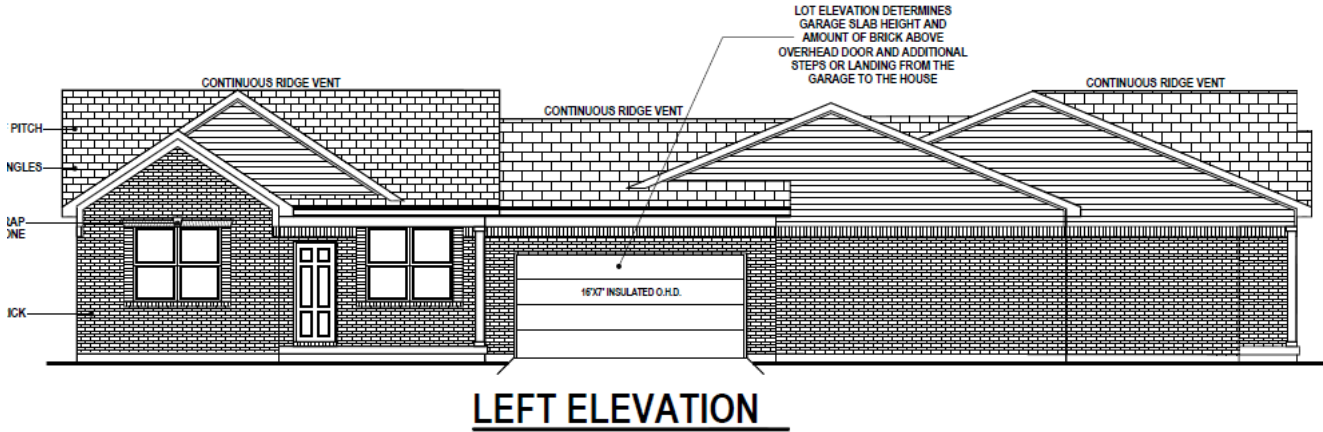 LOT ELEVATION DETERMINES
GARAGE SLAB HEIGHT AND
AMOUNT OF BRICK ABOVE
OVERHEAD DOOR AND ADDITIONAL
STEPS OR LANDING FROM THE
GARAGE TO THE HOUSE
CONTINUOUS RIDGE VENT
CONTINUOUS RIDGE VENT
CONTINUOUS RIDGE VENT
PITCH
NGLES
RAP
ONE
ICK
16'X7' INSULATED O.H.D.
LEFT ELEVATION